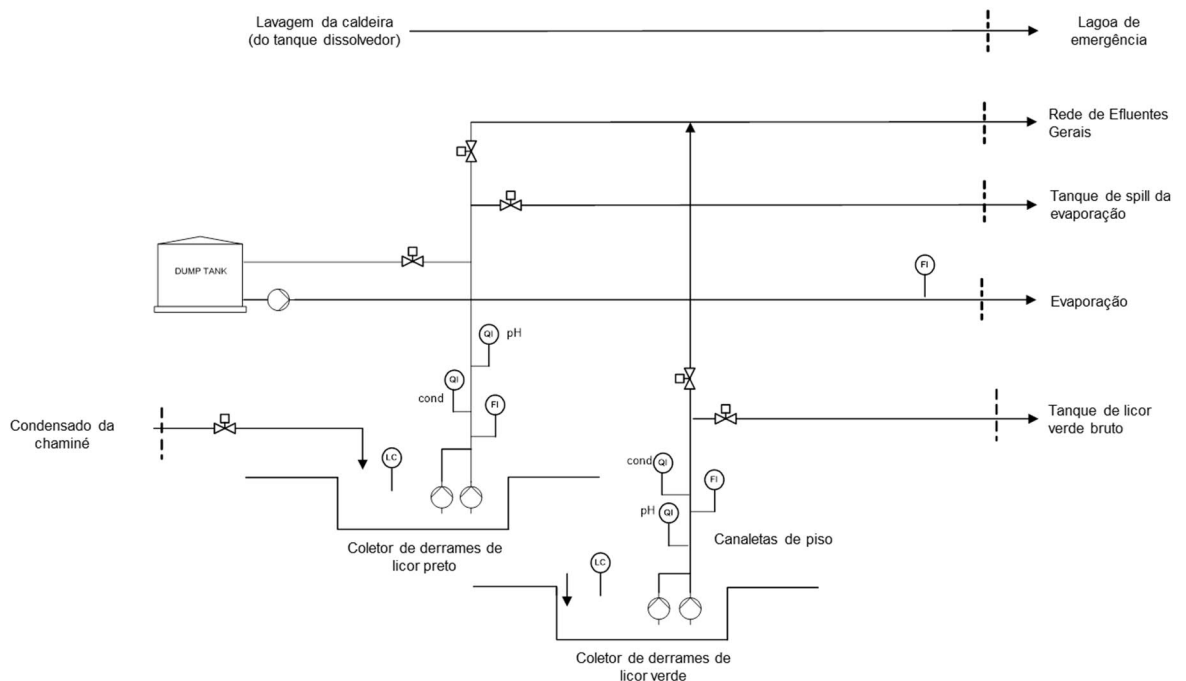 Lavagem da caldeira
(do tanque dissolvedor)
Lagoa de
emergência
Rede de Efluentes
Gerais
Tanque de spill da
evaporação
DUMP TANK
FI
Evaporação
QI pH
QI
cond
FI
Condensado da
chaminé
LC
Tanque de licor
verde bruto
cond QI
FI
pH QI
Canaletas de piso
Coletor de derrames de
licor preto
LC
Coletor de derrames de
licor verde